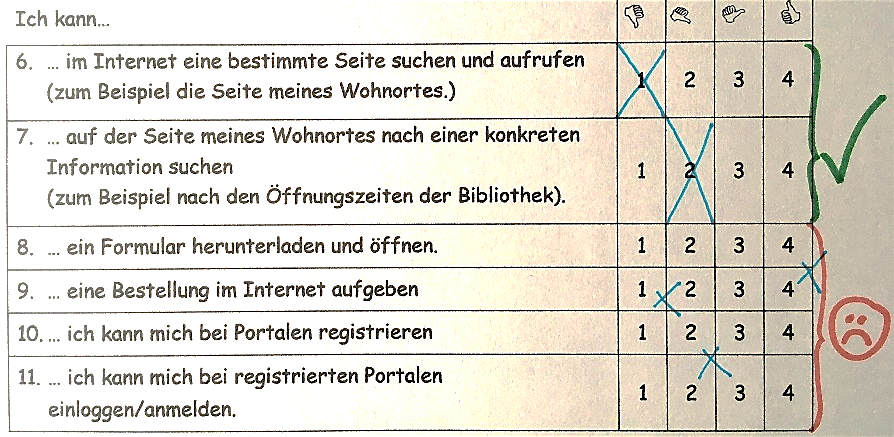 Ich kann...
6. ... im Internet eine bestimmte Seite suchen und aufrufen 1 2 3 4
(zum Beispiel die Seite meines Wohnortes.)
7. ... auf der Seite meines Wohnortes nach einer konkreten
Information suchen 1 2 3 4
(zum Beispiel nach den Öffnungszeiten der Bibliothek).
8. ... ein Formular herunterladen und öffnen. 1 2 3 4
9. ... eine Bestellung im Internet aufgeben 1 2 3 4
10. ... ich kann mich bei Portalen registrieren 1 2 3 4
11. ... ich kann mich bei registrierten Portalen 1 2 3 4
einloggen/anmelden.